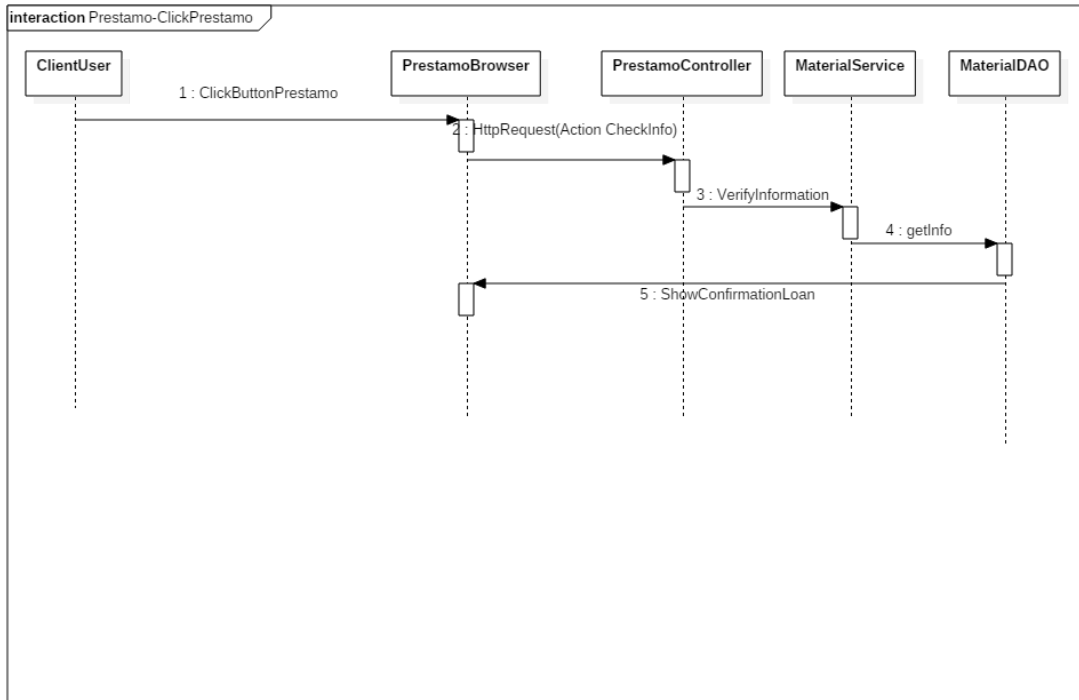 interaction Prestamo-ClickPrestamo
ClientUser
PrestamoBrowser
PrestamoController
MaterialService
MaterialDAO
1 : ClickButtonPrestamo
2 : HttpRequest(Action CheckInfo)
3 : VerifyInformation
4 : getInfo
5 : ShowConfirmationLoan